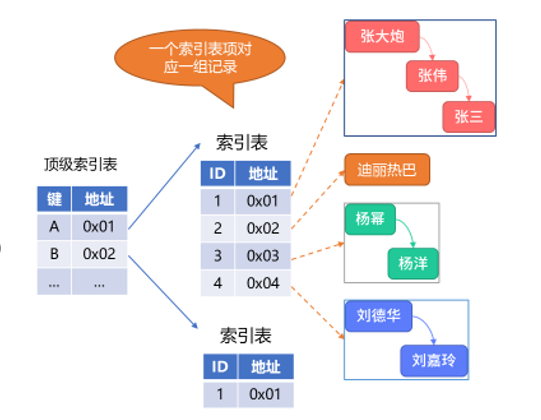 一个索引表项对
应一组记录
顶级索引表
键 地址
A 0x01
B 0x02
... ...
索引表
ID 地址
1 0x01
2 0x02
3 0x03
4 0x04
索引表
ID 地址
1 0x01
张大炮
张伟
张三
迪丽热巴
杨幂
杨洋
刘德华
刘嘉玲